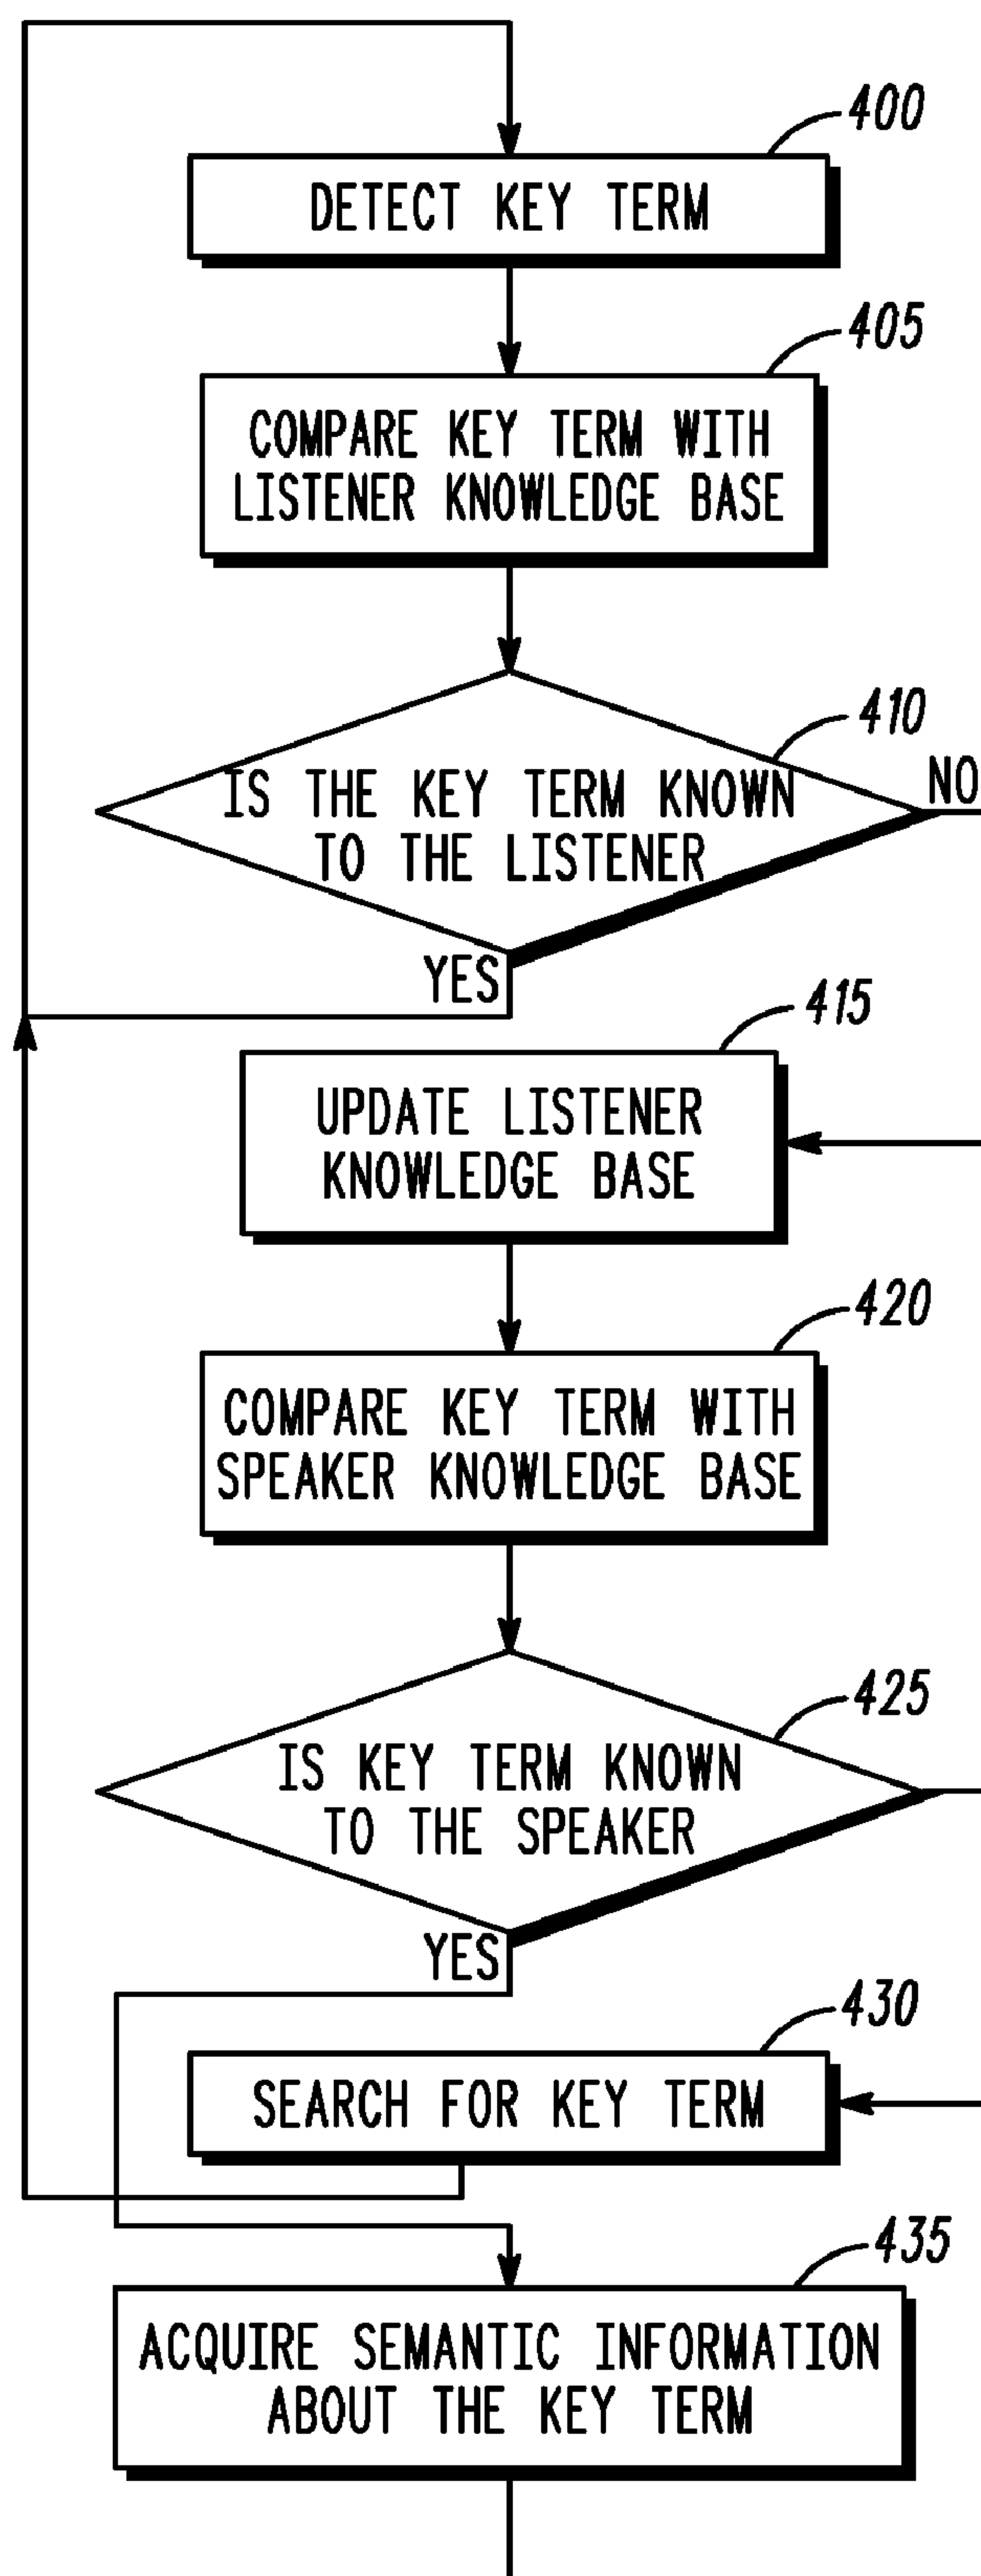 400
DETECT KEY TERM
405
COMPARE KEY TERM WITH
LISTENER KNOWLEDGE BASE
410
IS THE KEY TERM KNOWN
TO THE LISTENER
NO
YES
415
UPDATE LISTENER
KNOWLEDGE BASE
420
COMPARE KEY TERM WITH
SPEAKER KNOWLEDGE BASE
425
IS KEY TERM KNOWN
TO THE SPEAKER
YES
430
SEARCH FOR KEY TERM
435
ACQUIRE SEMANTIC INFORMATION
ABOUT THE KEY TERM